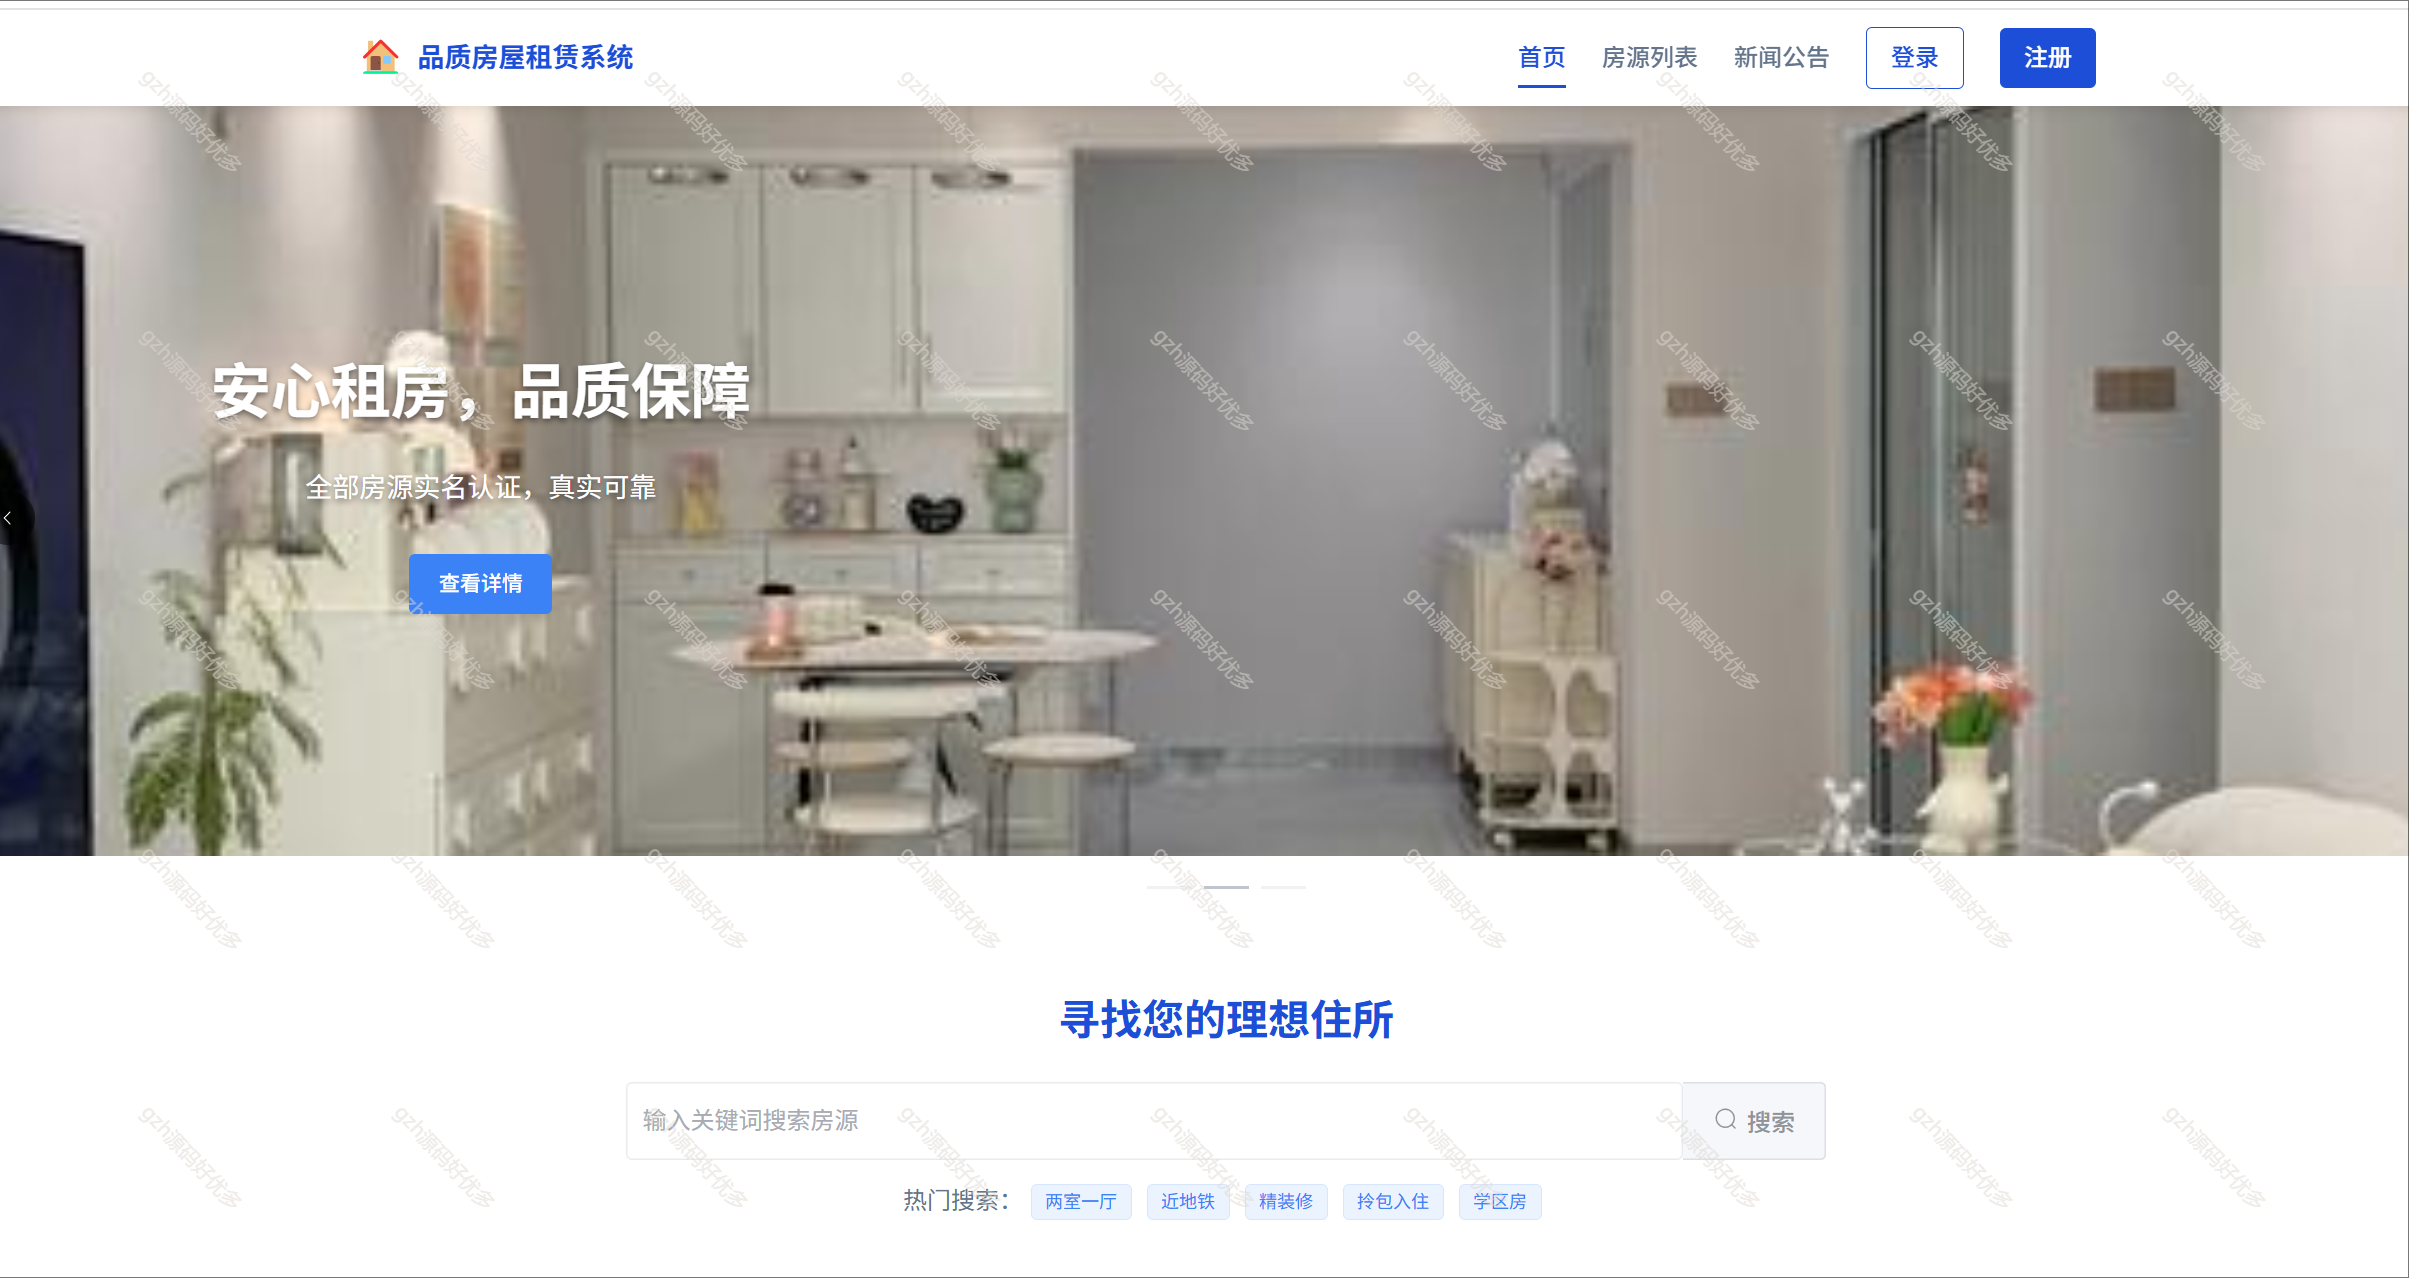 品质房屋租赁系统
首页 房源列表 新闻公告 登录 注册
安心租房，品质保障
全部房源实名认证，真实可靠
查看详情
寻找您的理想住所
输入关键词搜索房源 搜索
热门搜索： 两室一厅 近地铁 精装修 拎包入住 学区房
gzh源码好优多